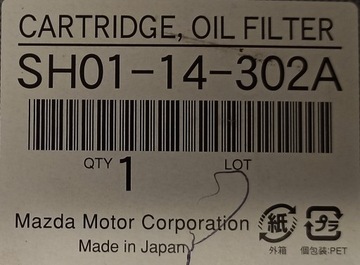 CARTRIDGE, OIL FILTER
SH01-14-302A
QTY 1 LOT
Mazda Motor Corporation
Made in Japan
紙 プラ
外箱 個包装:PET